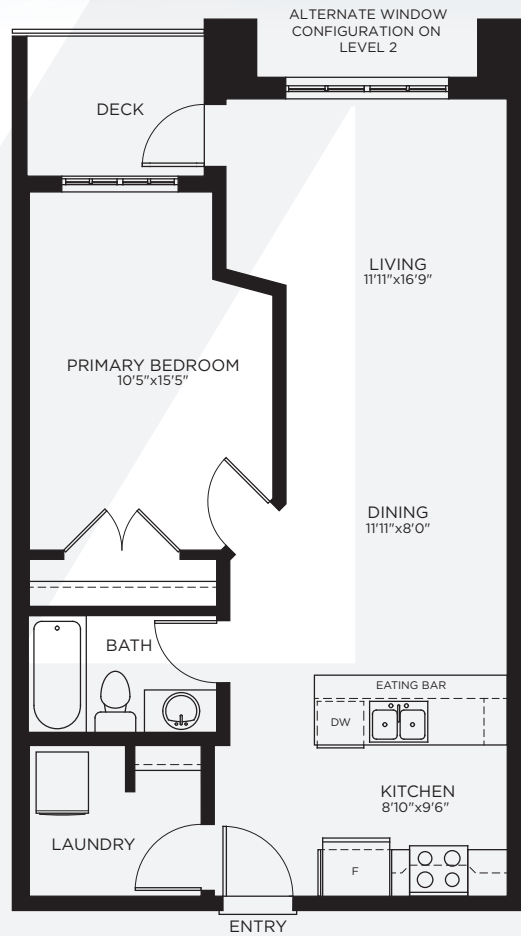 ALTERNATE WINDOW
CONFIGURATION ON
LEVEL 2
DECK
LIVING
11'11"x16'9"
PRIMARY BEDROOM
10'5"x15'5"
DINING
11'11"x8'0"
BATH
EATING BAR
DW
KITCHEN
8'10"x9'6"
LAUNDRY
F
ENTRY